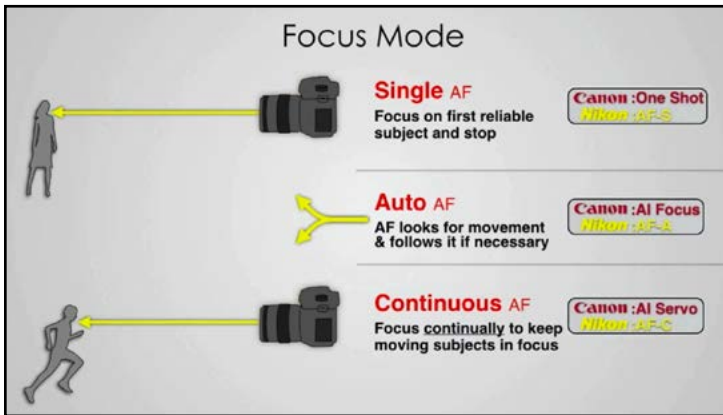 Focus Mode
Single AF
Focus on first reliable
subject and stop
Canon :One Shot
Nikon :AF-S
Auto AF
AF looks for movement
& follows it if necessary
Canon :AI Focus
Nikon :AF-A
Continuous AF
Focus continually to keep
moving subjects in focus
Canon :AI Servo
Nikon :AF-C